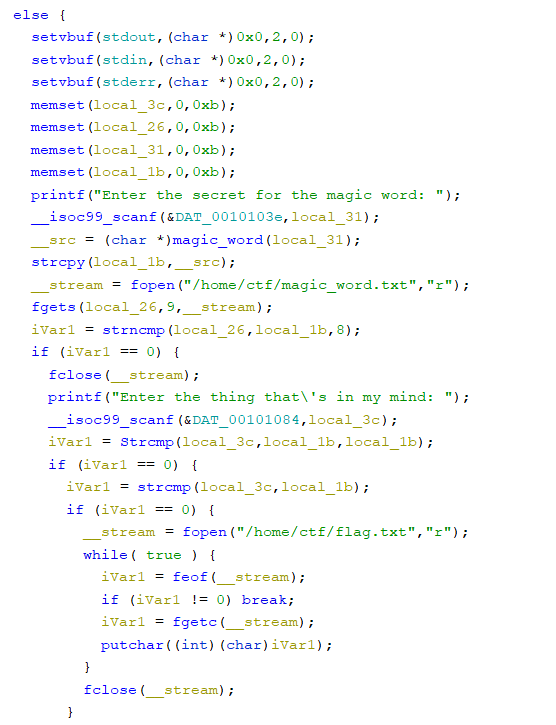 else {
setvbuf(stdout,(char *)0x0,2,0);
setvbuf(stdin,(char *)0x0,2,0);
setvbuf(stderr,(char *)0x0,2,0);
memset(local_3c,0,0xb);
memset(local_26,0,0xb);
memset(local_31,0,0xb);
memset(local_1b,0,0xb);
printf("Enter the secret for the magic word: ");
__isoc99_scanf(&DAT_0010103e,local_31);
__src = (char *)magic_word(local_31);
strcpy(local_1b,__src);
__stream = fopen("/home/ctf/magic_word.txt","r");
fgets(local_26,9,__stream);
iVar1 = strncmp(local_26,local_1b,8);
if (iVar1 == 0) {
fclose(__stream);
printf("Enter the thing that\'s in my mind: ");
__isoc99_scanf(&DAT_00101084,local_3c);
iVar1 = Strcmp(local_3c,local_1b,local_1b);
if (iVar1 == 0) {
iVar1 = strcmp(local_3c,local_1b);
if (iVar1 == 0) {
__stream = fopen("/home/ctf/flag.txt","r");
while( true ) {
iVar1 = feof(__stream);
if (iVar1 != 0) break;
iVar1 = fgetc(__stream);
putchar((int)(char)iVar1);
}
fclose(__stream);
}